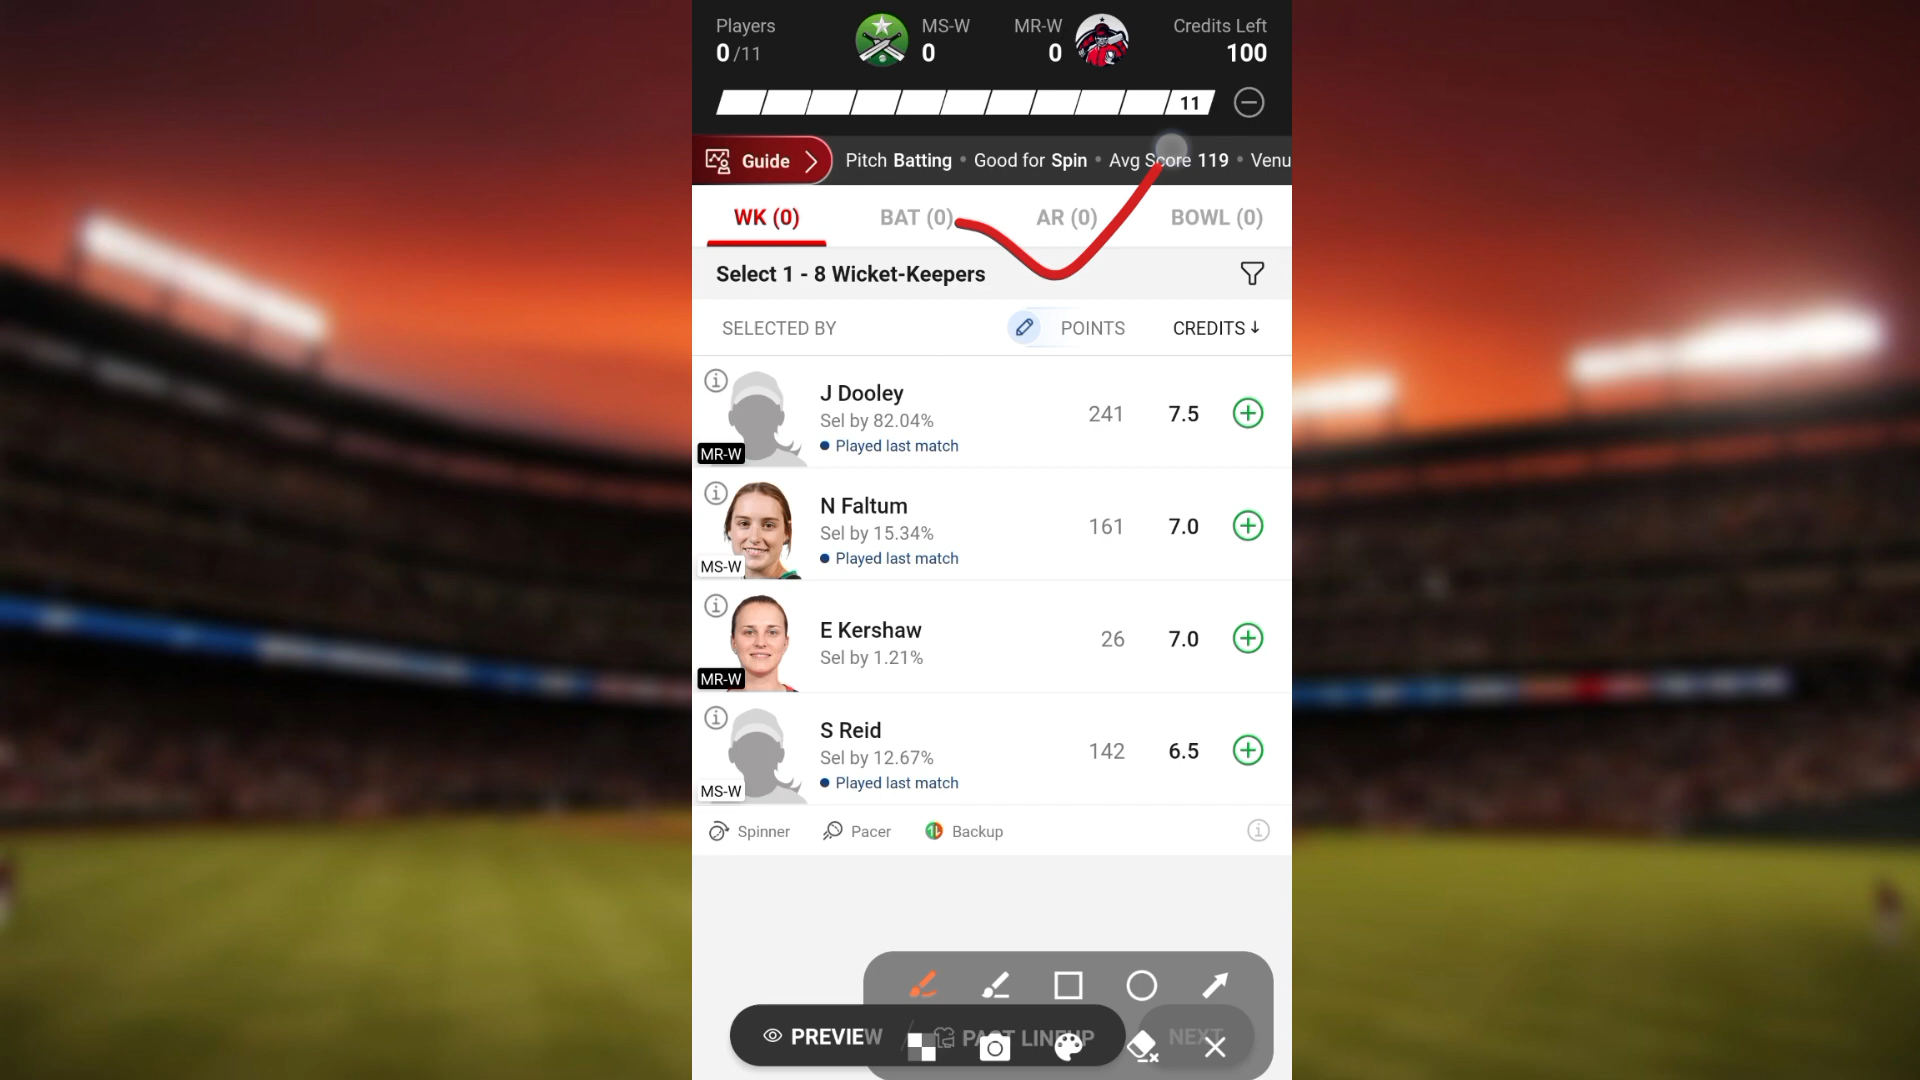 Players
0/11
MS-W
0
MR-W
0
Credits Left
100
11
Guide
Pitch Batting • Good for Spin • Avg Score 119 • Venu
WK (0)
BAT (0)
AR (0)
BOWL (0)
Select 1 - 8 Wicket-Keepers
SELECTED BY
POINTS
CREDITS↓
J Dooley
Sel by 82.04%
Played last match
MR-W
241
7.5
N Faltum
Sel by 15.34%
Played last match
MS-W
161
7.0
E Kershaw
Sel by 1.21%
MR-W
26
7.0
S Reid
Sel by 12.67%
Played last match
MS-W
142
6.5
Spinner
Pacer
Backup
PREVIEW
PAST LINEUP
NEXT